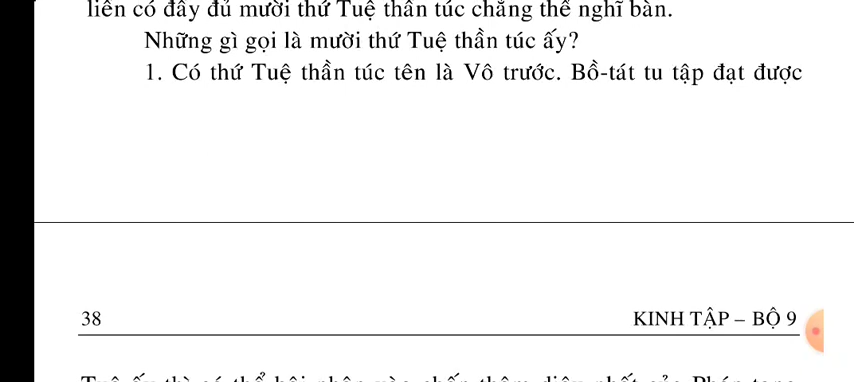 liên có đầy đủ mười thứ Tuệ thần túc chẳng thể nghĩ bàn.
Những gì gọi là mười thứ Tuệ thần túc ấy?
1. Có thứ Tuệ thần túc tên là Vô trước. Bồ-tát tu tập đạt được
38
KINH TẬP – BỘ 9